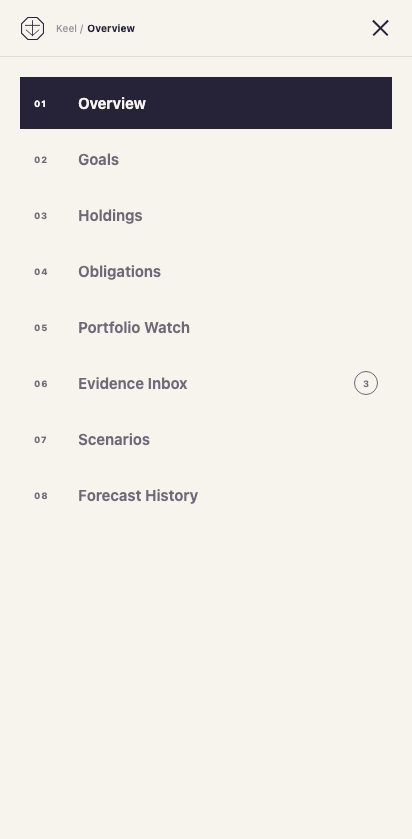 Keel / Overview
01 Overview
02 Goals
03 Holdings
04 Obligations
05 Portfolio Watch
06 Evidence Inbox 3
07 Scenarios
08 Forecast History